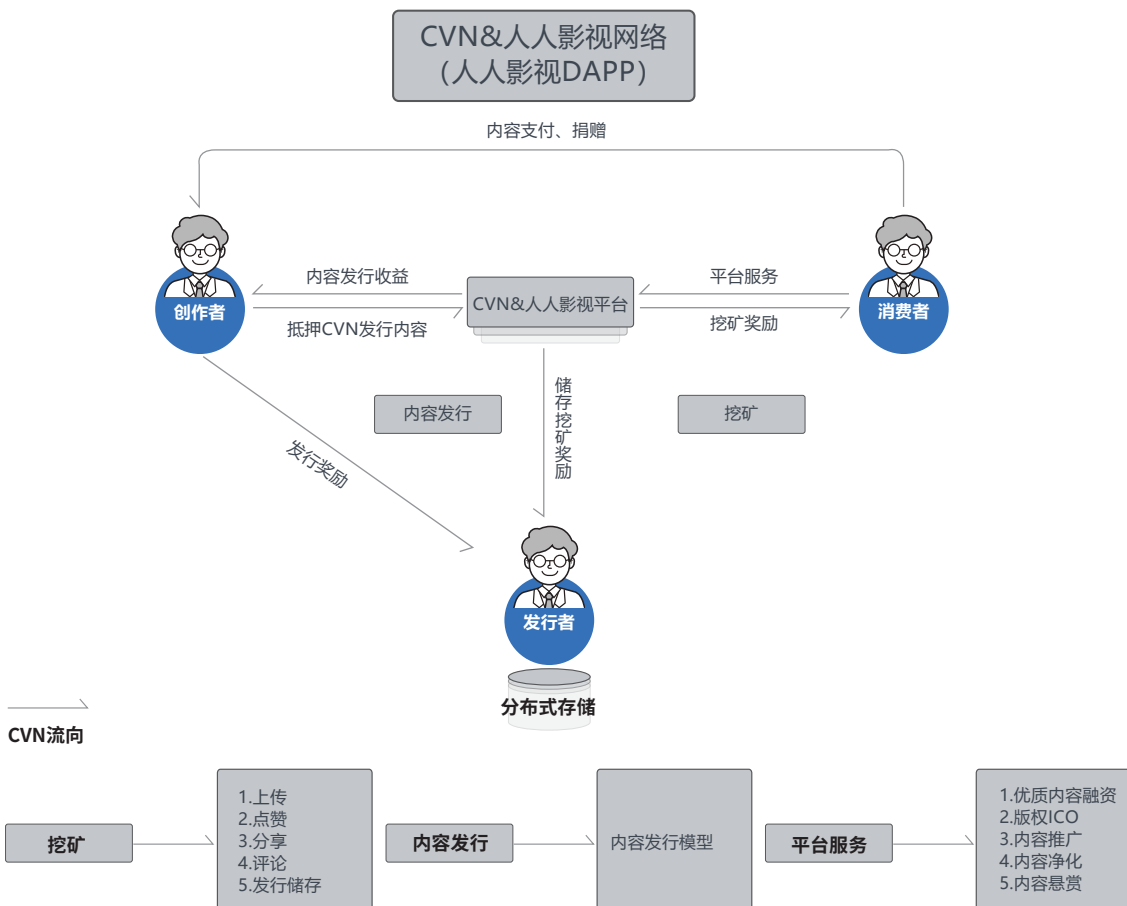 CVN&人人影视网络
（人人影视DAPP）
内容支付、捐赠
创作者
内容发行收益
抵押CVN发行内容
CVN&人人影视平台
平台服务
挖矿奖励
消费者
内容发行
储存挖矿奖励
挖矿
发行奖励
发行者
分布式存储
CVN流向
挖矿
1.上传
2.点赞
3.分享
4.评论
5.发行储存
内容发行
内容发行模型
平台服务
1.优质内容融资
2.版权ICO
3.内容推广
4.内容净化
5.内容悬赏